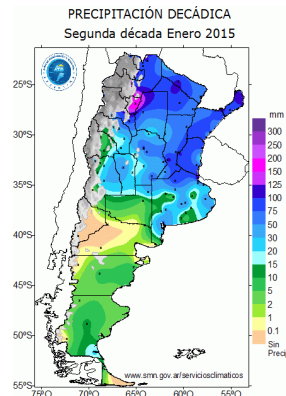 PRECIPITACIÓN DECÁDICA
Segunda década Enero 2015
mm
25°S
30°S
35°S
40°S
45°S
50°S
55°S
75°O
70°O
65°O
60°O
55°O
300
250
200
150
125
100
75
50
30
20
15
10
5
2
1
0.1
Sin
Precip
www.smn.gov.ar/serviciosclimaticos